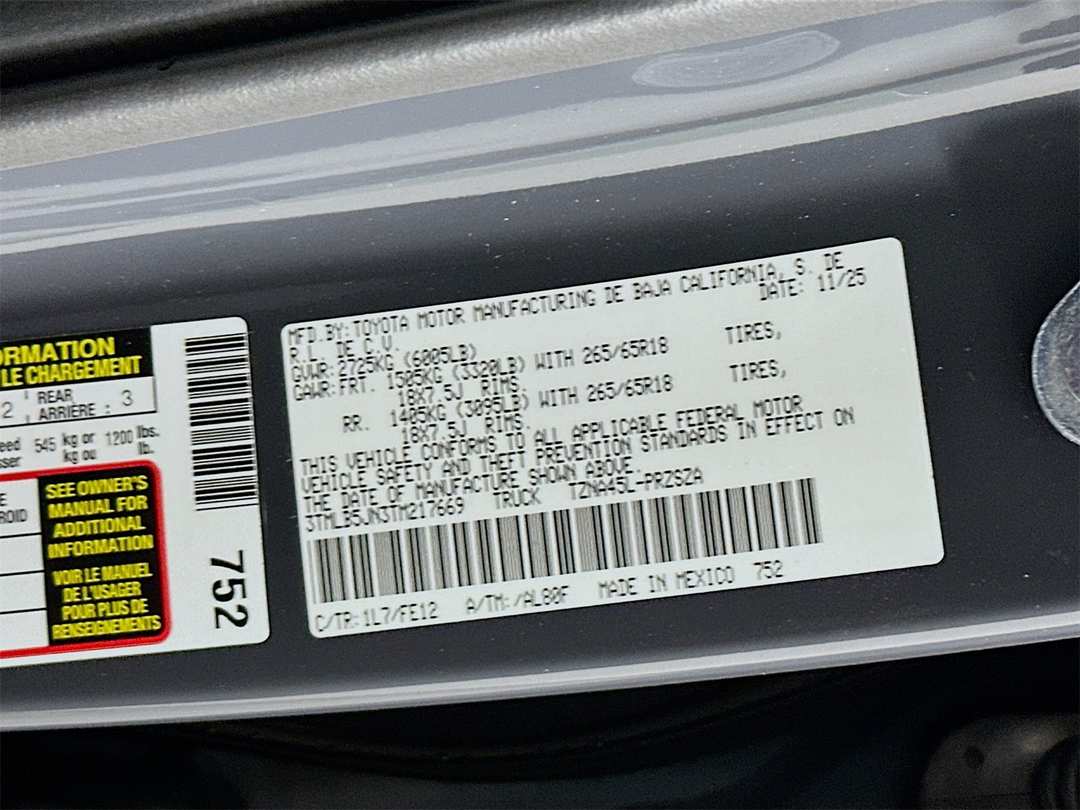 ORMATION
LE CHARGEMENT
2 REAR
ARRIÈRE : 3
eed 545 kg or 1200 lbs.
sser kg ou lb.
E
ROID
SEE OWNER'S
MANUAL FOR
ADDITIONAL
INFORMATION
VOIR LE MANUEL
DE L'USAGER
POUR PLUS DE
RENSEIGNEMENTS
752
MFD.BY:TOYOTA MOTOR MANUFACTURING DE BAJA CALIFORNIA, S. DE
R.L. DE C.V. DATE: 11/25
GVWR:2725KG (6005LB)
GAWR:FRT. 1505KG (3320LB) WITH 265/65R18 TIRES,
18X7.5J RIMS.
RR. 1405KG (3095LB) WITH 265/65R18 TIRES,
18X7.5J RIMS.
THIS VEHICLE CONFORMS TO ALL APPLICABLE FEDERAL MOTOR
VEHICLE SAFETY AND THEFT PREVENTION STANDARDS IN EFFECT ON
THE DATE OF MANUFACTURE SHOWN ABOVE.
3TMLB5JN3TM217669 TRUCK TZNA45L-PRZSZA
C/TR:1L7/FE12 A/TM:/AL80F MADE IN MEXICO 752